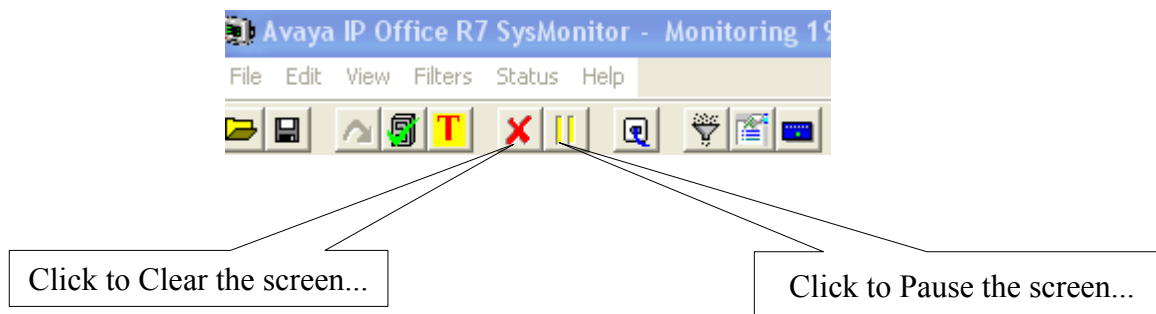 Avaya IP Office R7 SysMonitor - Monitoring 19
File Edit View Filters Status Help
T
Click to Clear the screen...
Click to Pause the screen...